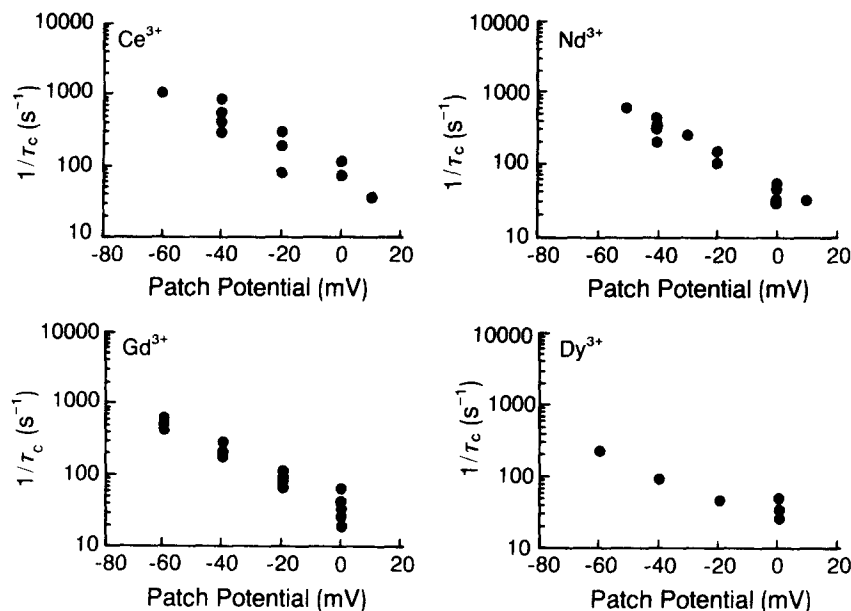 Ce³⁺
10000
1000
100
10
1/τc (s⁻¹)
-80 -60 -40 -20 0 20
Patch Potential (mV)
Nd³⁺
10000
1000
100
10
1/τc (s⁻¹)
-80 -60 -40 -20 0 20
Patch Potential (mV)
Gd³⁺
10000
1000
100
10
1/τc (s⁻¹)
-80 -60 -40 -20 0 20
Patch Potential (mV)
Dy³⁺
10000
1000
100
10
1/τc (s⁻¹)
-80 -60 -40 -20 0 20
Patch Potential (mV)